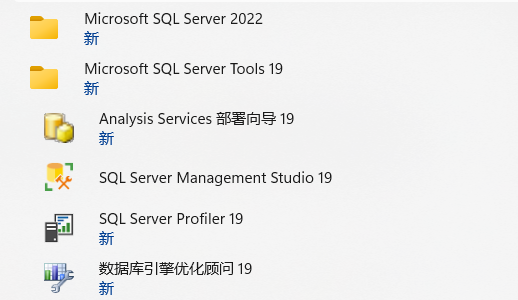 Microsoft SQL Server 2022
新
Microsoft SQL Server Tools 19
新
Analysis Services 部署向导 19
新
SQL Server Management Studio 19
SQL Server Profiler 19
新
数据库引擎优化顾问 19
新